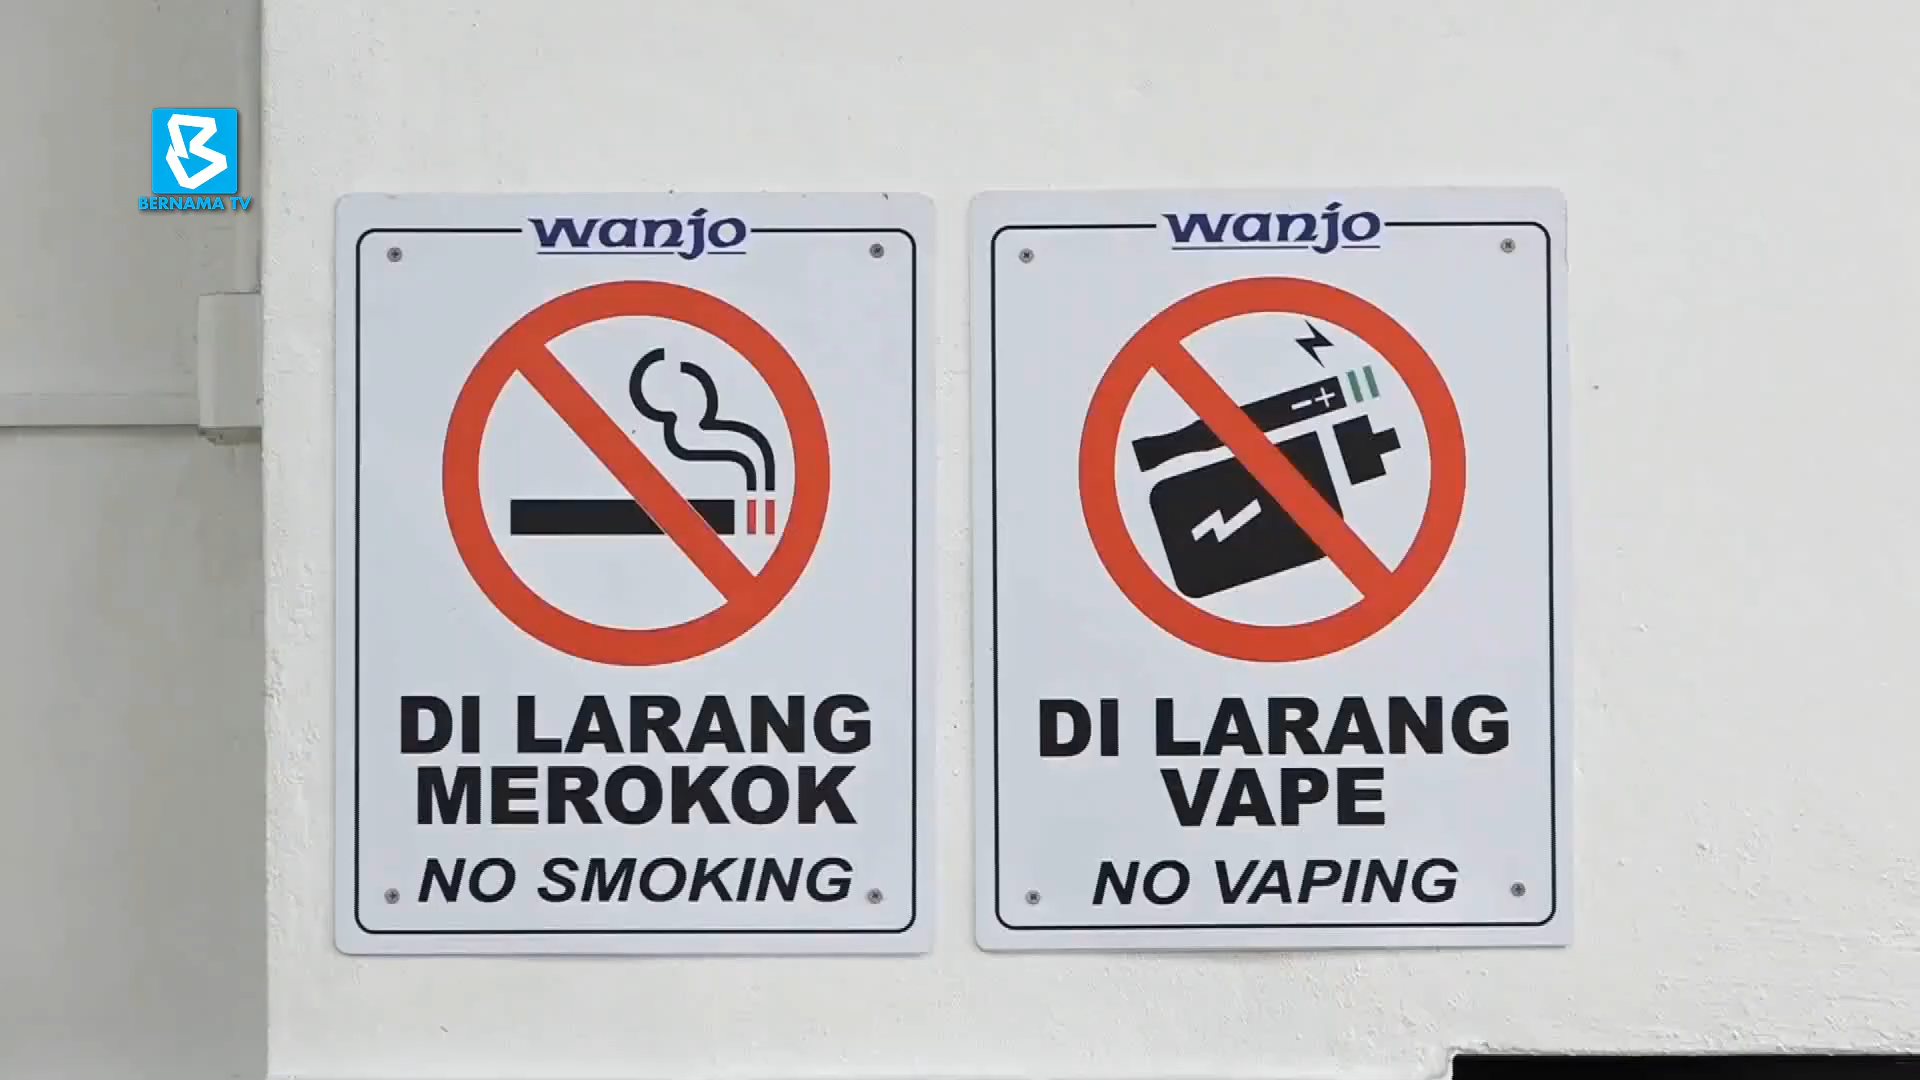 BERNAMA TV
wanjo
DI LARANG
MEROKOK
NO SMOKING
wanjo
DI LARANG
VAPE
NO VAPING